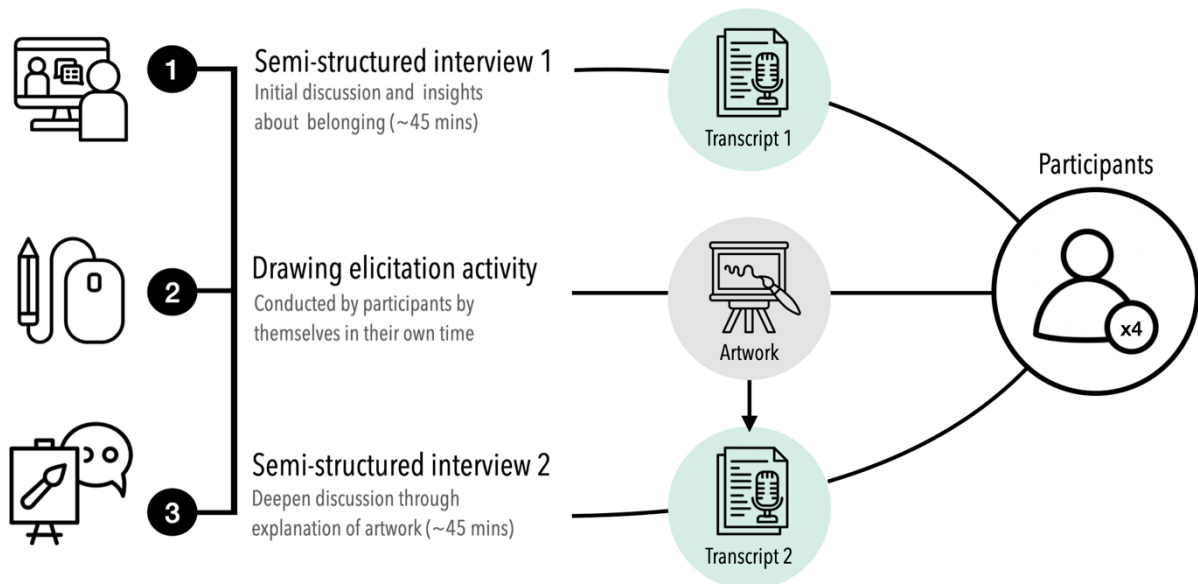 1
Semi-structured interview 1
Initial discussion and insights
about belonging (~45 mins)
Transcript 1
Participants
x4
2
Drawing elicitation activity
Conducted by participants by
themselves in their own time
Artwork
3
Semi-structured interview 2
Deepen discussion through
explanation of artwork (~45 mins)
Transcript 2